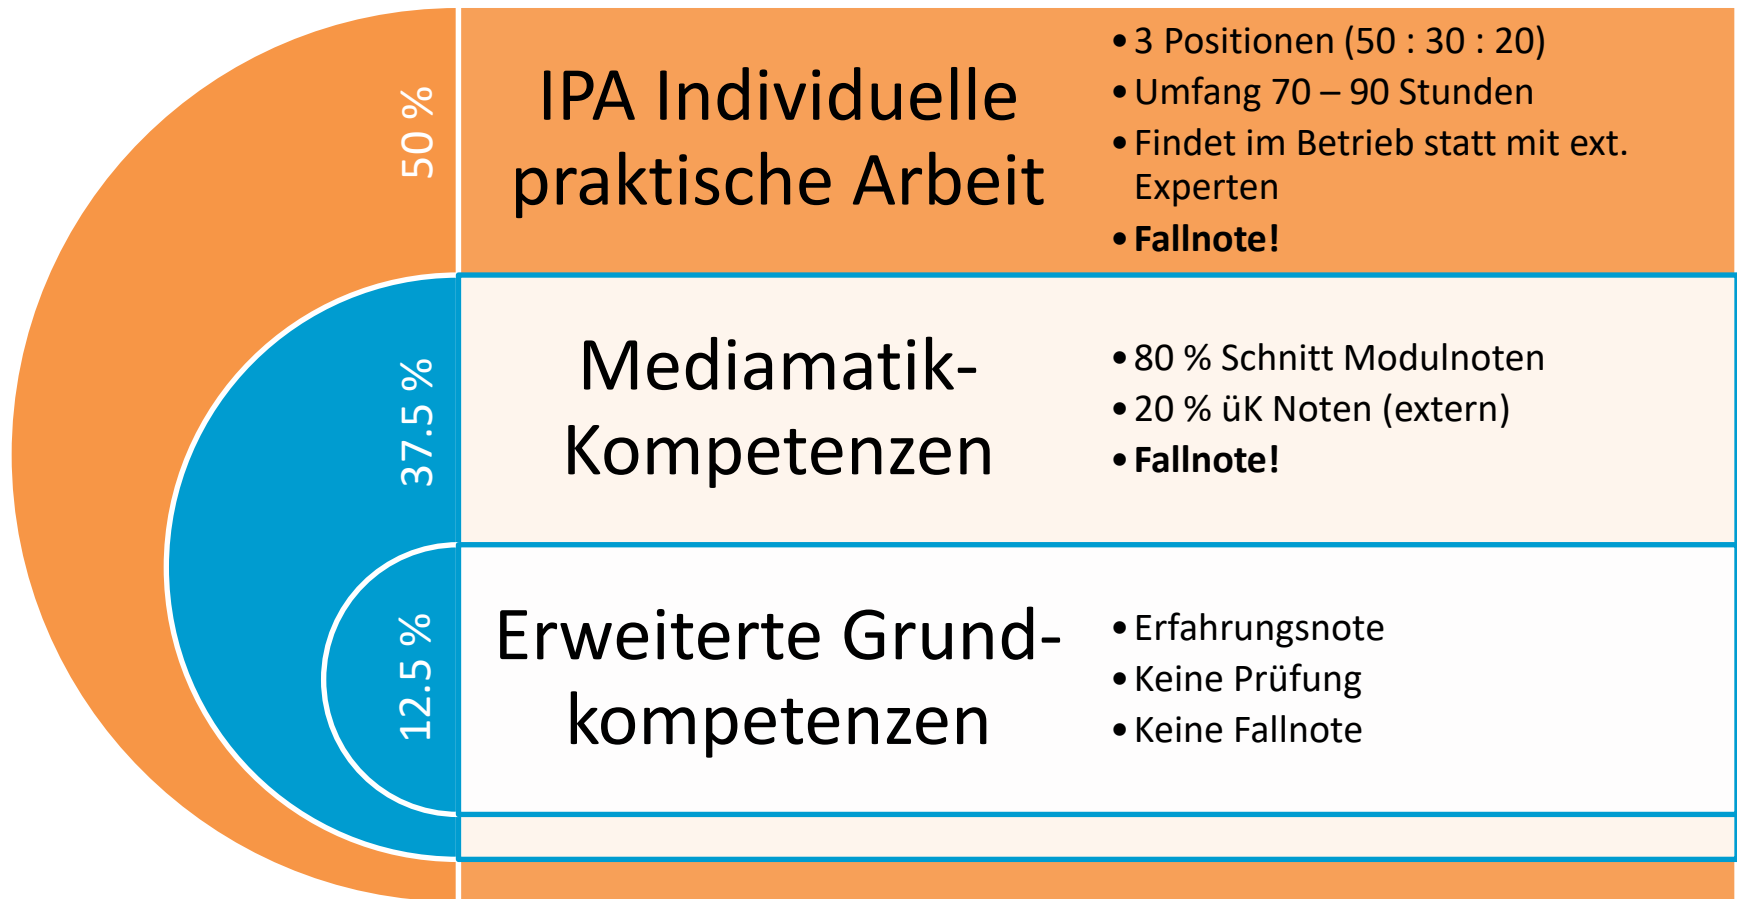 50 %
IPA Individuelle
praktische Arbeit
• 3 Positionen (50 : 30 : 20)
• Umfang 70 – 90 Stunden
• Findet im Betrieb statt mit ext.
Experten
• Fallnote!
37.5 %
Mediamatik-
Kompetenzen
• 80 % Schnitt Modulnoten
• 20 % üK Noten (extern)
• Fallnote!
12.5 %
Erweiterte Grund-
kompetenzen
• Erfahrungsnote
• Keine Prüfung
• Keine Fallnote